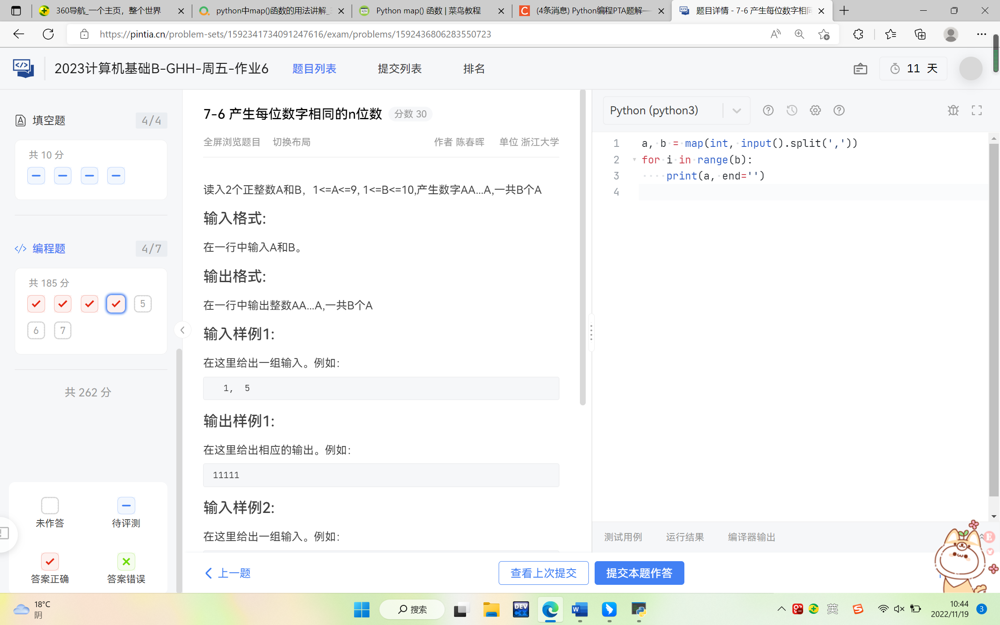 360导航_一个主页，整个世界
python中map()函数的用法讲解_
Python map() 函数 | 菜鸟教程
(4条消息) Python编程PTA题解—
题目详情 - 7-6 产生每位数字相同
https://pintia.cn/problem-sets/1592341734091247616/exam/problems/1592436806283550723
2023计算机基础B-GHH-周五-作业6
题目列表
提交列表
排名
11 天
填空题
4/4
共 10 分
编程题
4/7
共 185 分
5
6
7
共 262 分
未作答
待评测
答案正确
答案错误
7-6 产生每位数字相同的n位数
分数 30
全屏浏览题目
切换布局
作者 陈春晖
单位 浙江大学
读入2个正整数A和B，1<=A<=9, 1<=B<=10,产生数字AA...A,一共B个A
输入格式:
在一行中输入A和B。
输出格式:
在一行中输出整数AA...A,一共B个A
输入样例1:
在这里给出一组输入。例如：
1,  5
输出样例1:
在这里给出相应的输出。例如：
11111
输入样例2:
在这里给出一组输入。例如：
上一题
查看上次提交
提交本题作答
Python (python3)
1 a, b = map(int, input().split(','))
2 for i in range(b):
3     print(a, end='')
4
测试用例
运行结果
编译器输出
18°C
阴
搜索
DEV C++
英
10:44
2022/11/19
3